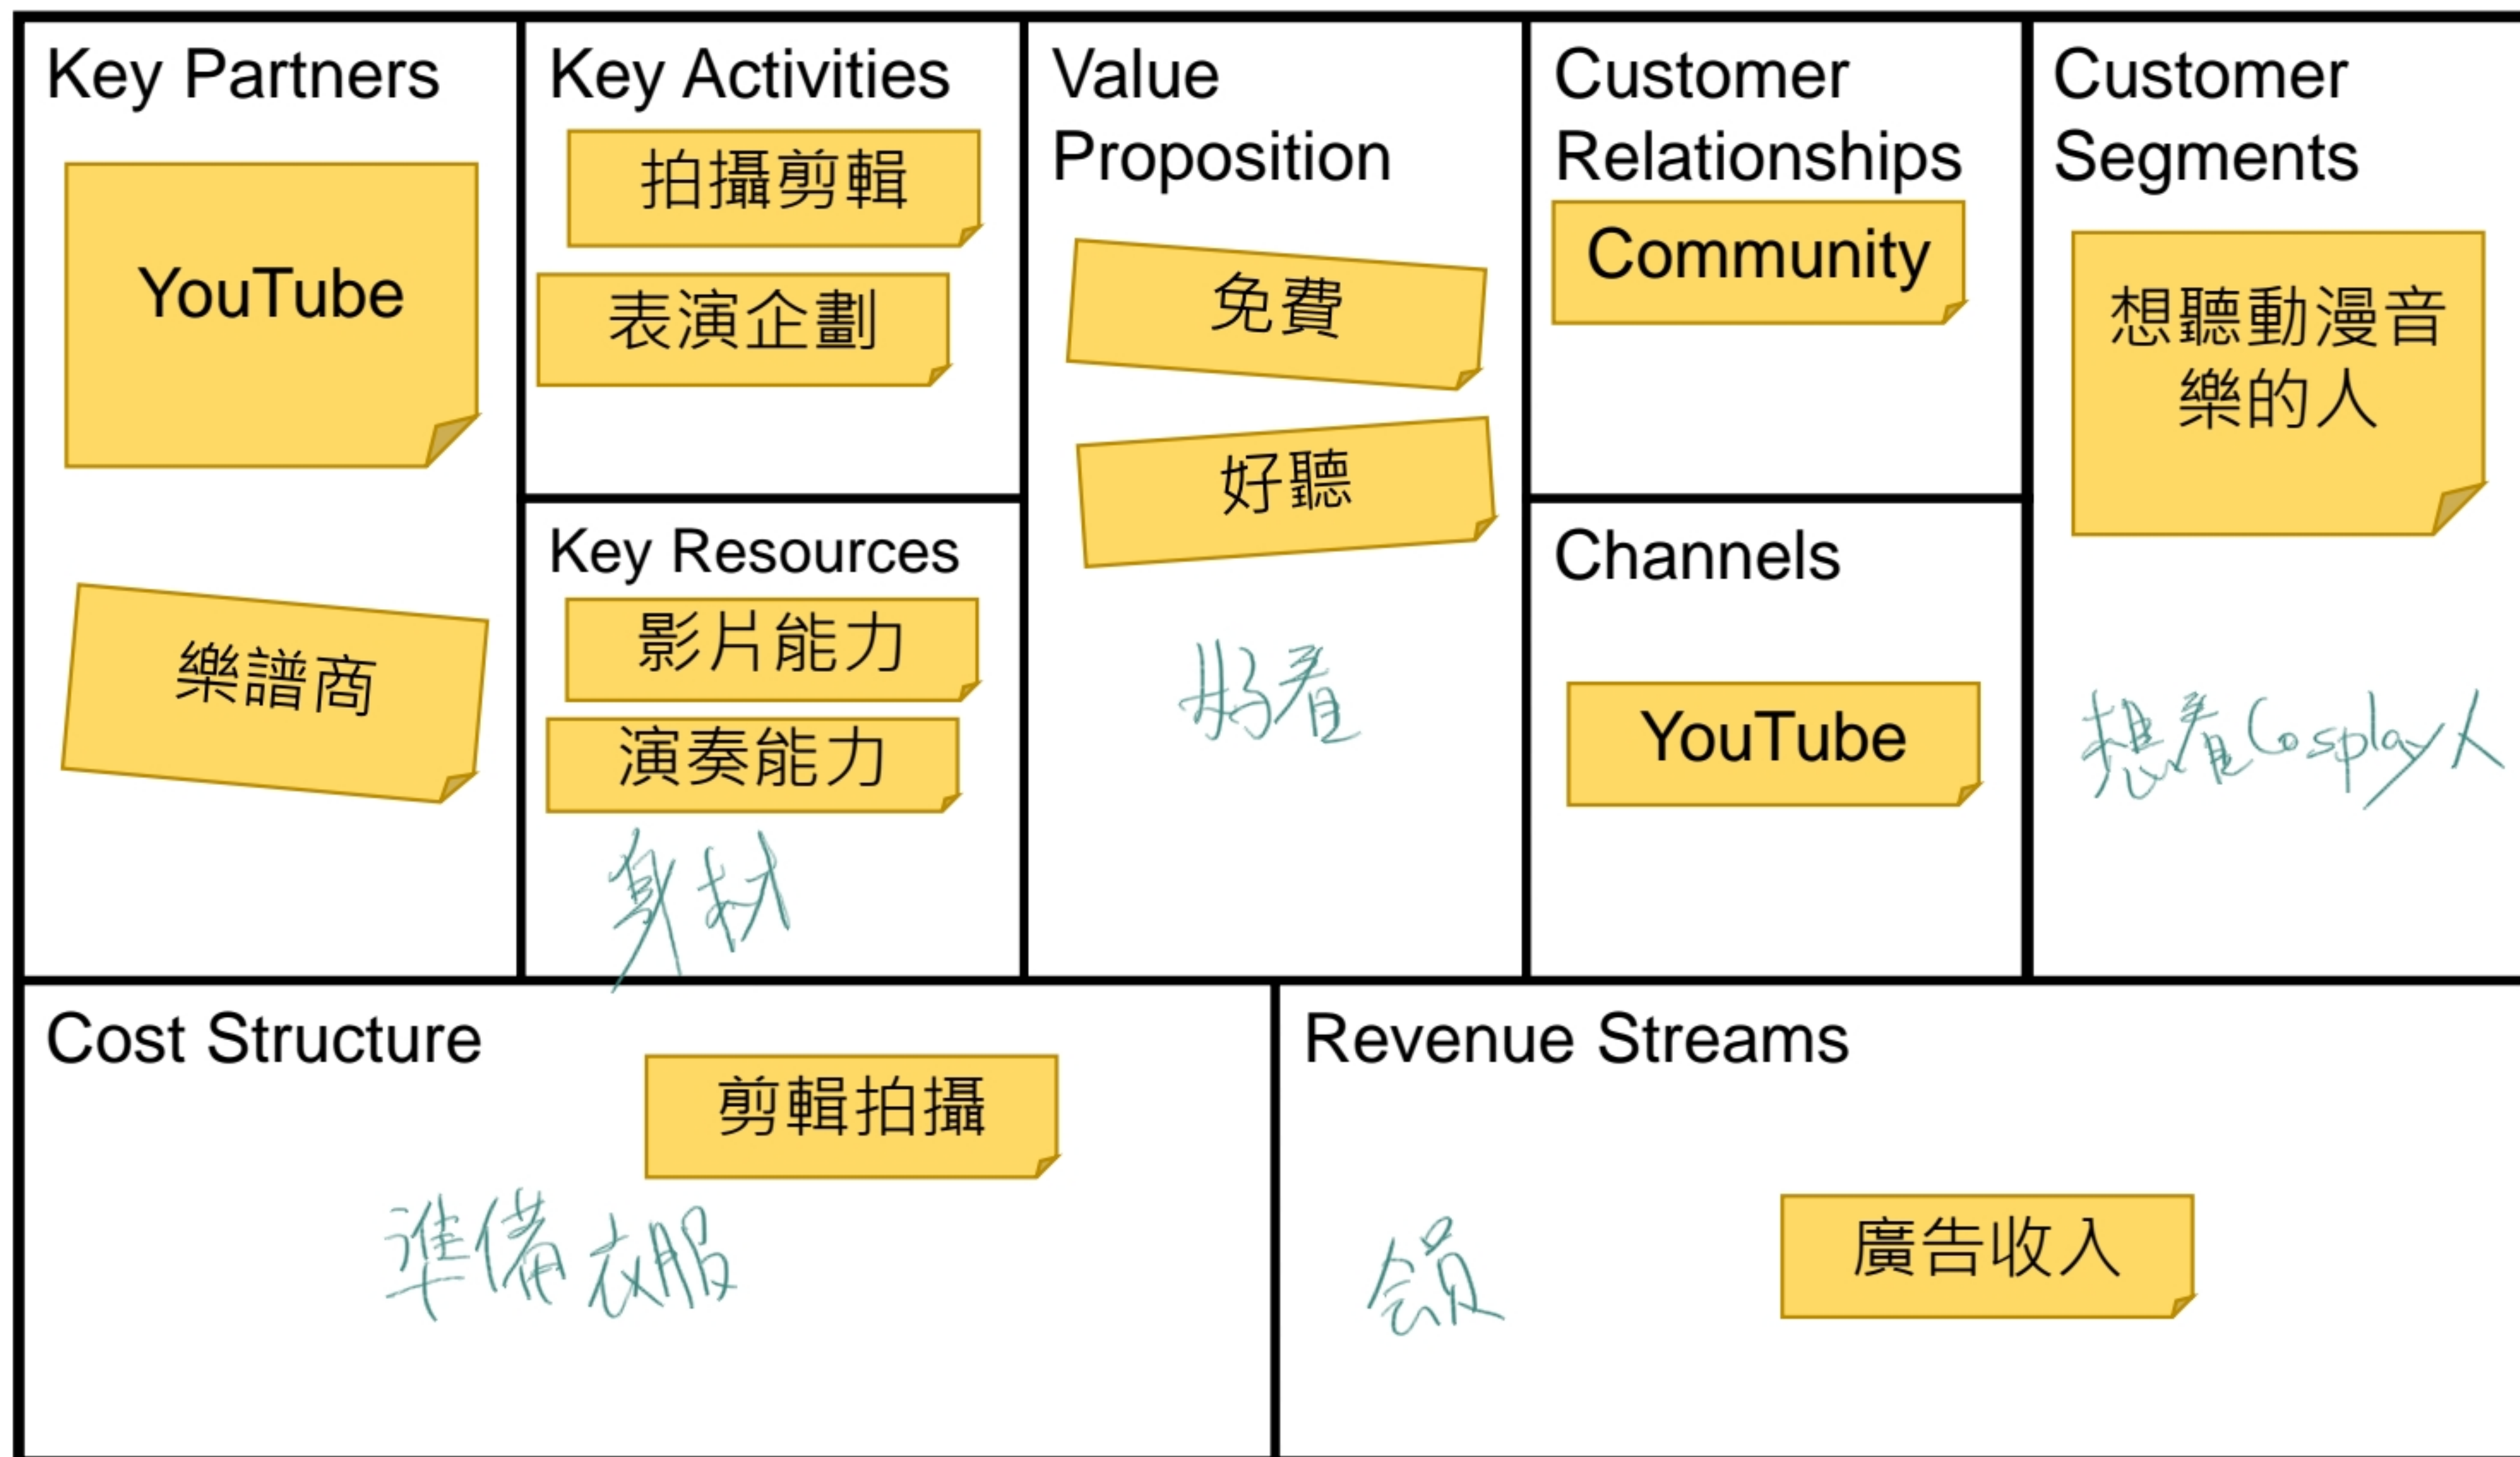 Key Partners
YouTube
樂譜商
Key Activities
拍攝剪輯
表演企劃
Key Resources
影片能力
演奏能力
身材
Value
Proposition
免費
好聽
好看
Customer
Relationships
Community
Channels
YouTube
Customer
Segments
想聽動漫音
樂的人
想看Cosplay人
Cost Structure
剪輯拍攝
準備衣服
Revenue Streams
会員
廣告收入